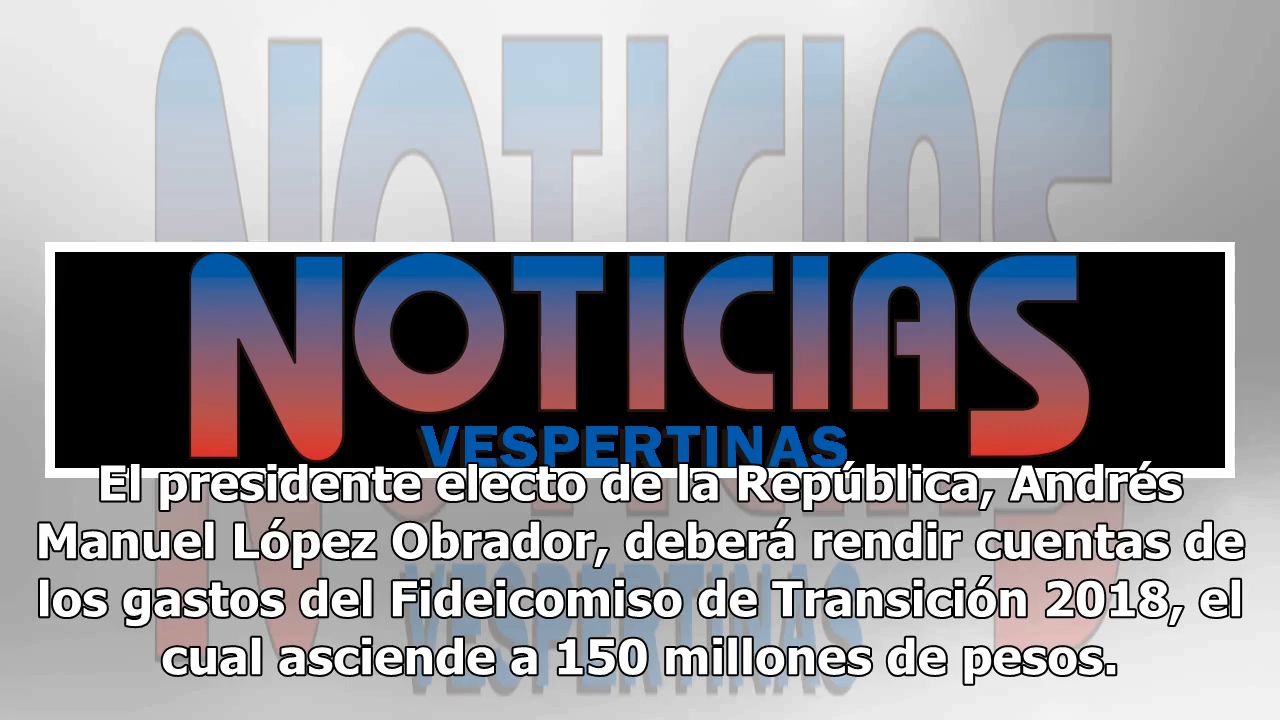 NOTICIAS
VESPERTINAS
El presidente electo de la República, Andrés
Manuel López Obrador, deberá rendir cuentas de
los gastos del Fideicomiso de Transición 2018, el
cual asciende a 150 millones de pesos.